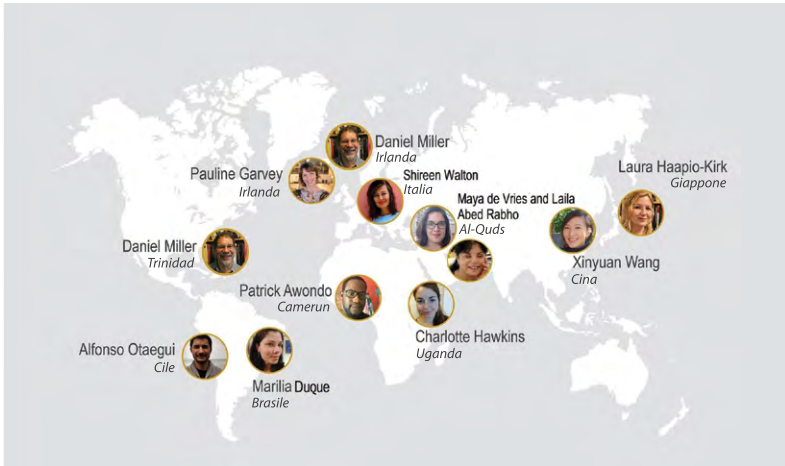 Daniel Miller
Irlanda
Pauline Garvey
Irlanda
Shireen Walton
Italia
Laura Haapio-Kirk
Giappone
Maya de Vries and Laila
Abed Rabho
Al-Quds
Daniel Miller
Trinidad
Xinyuan Wang
Cina
Patrick Awondo
Camerun
Charlotte Hawkins
Uganda
Alfonso Otaegui
Cile
Marilia Duque
Brasile